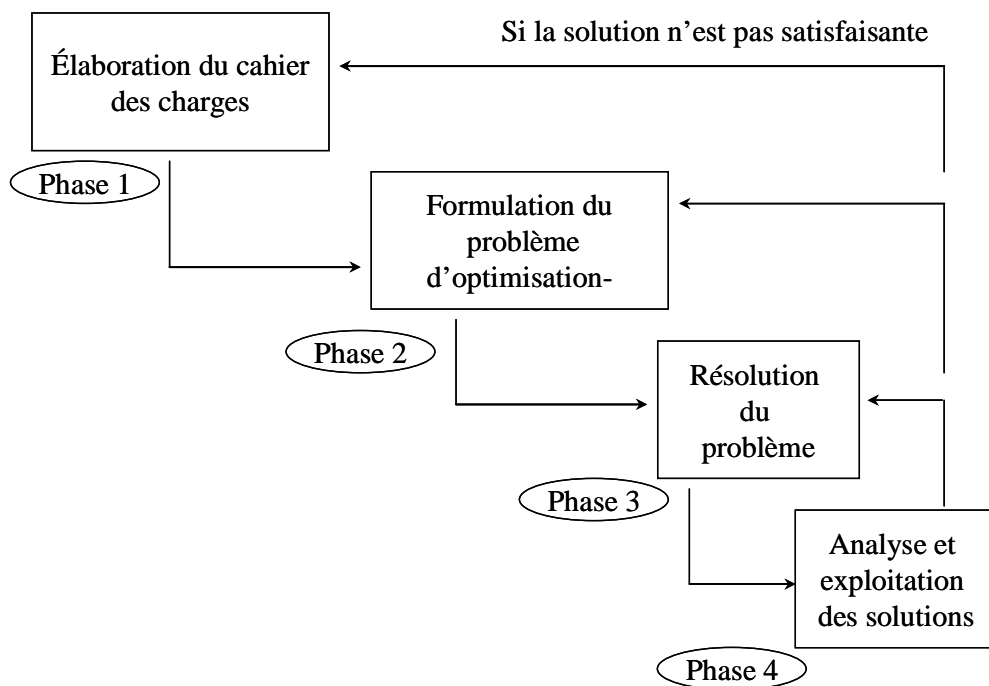 Si la solution n’est pas satisfaisante
Élaboration du cahier
des charges
Phase 1
Formulation du
problème
d’optimisation-
Phase 2
Résolution
du
problème
Phase 3
Analyse et
exploitation
des solutions
Phase 4